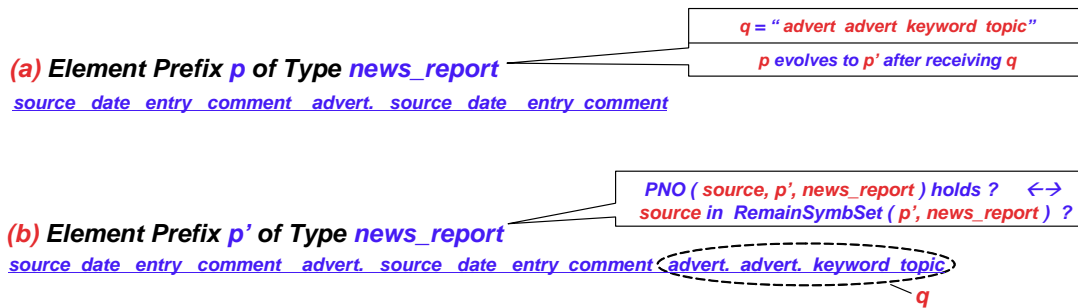 q = “ advert advert keyword topic”
(a) Element Prefix p of Type news_report
p evolves to p’ after receiving q
source date entry comment advert. source date entry comment
PNO ( source, p’, news_report ) holds ? ←→
source in RemainSymbSet ( p’, news_report ) ?
(b) Element Prefix p’ of Type news_report
source date entry comment advert. source date entry comment advert. advert. keyword topic
q